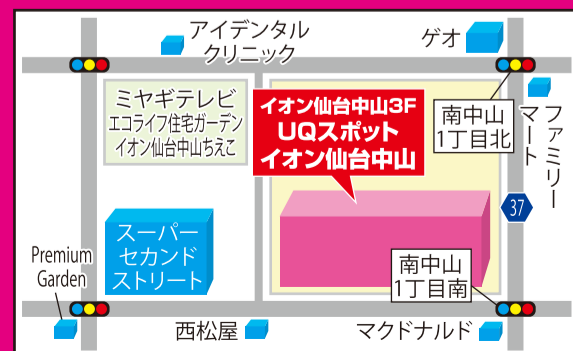 アイデンタル
クリニック
ゲオ
ミヤギテレビ
エコライフ住宅ガーデン
イオン仙台中山ちえこ
イオン仙台中山3F
UQスポット
イオン仙台中山
南中山
1丁目北
ファミリー
マート
37
スーパー
セカンド
ストリート
Premium
Garden
南中山
1丁目南
西松屋
マクドナルド